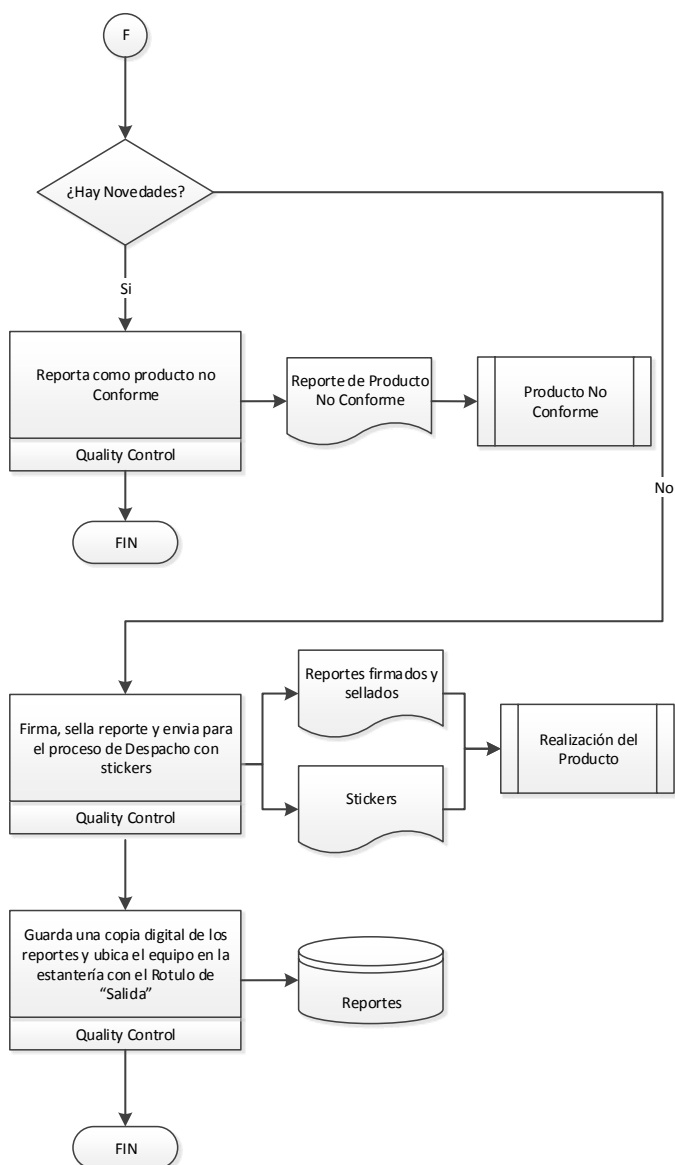 F
¿Hay Novedades?
Si
Reporta como producto no
Conforme
Quality Control
Reporte de Producto
No Conforme
Producto No
Conforme
No
FIN
Firma, sella reporte y envia para
el proceso de Despacho con
stickers
Quality Control
Reportes firmados y
sellados
Stickers
Realización del
Producto
Guarda una copia digital de los
reportes y ubica el equipo en la
estantería con el Rotulo de
“Salida”
Quality Control
Reportes
FIN